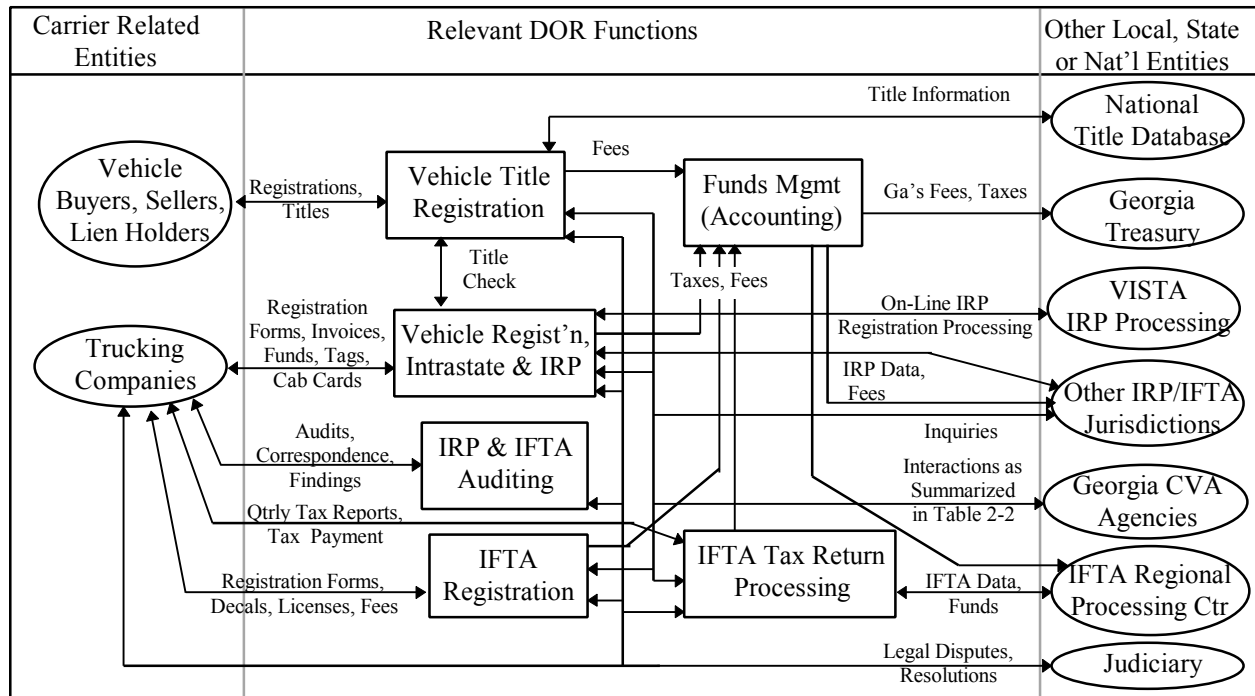 Carrier Related
Entities
Relevant DOR Functions
Other Local, State
or Nat'l Entities
Title Information
National
Title Database
Vehicle
Buyers, Sellers,
Lien Holders
Registrations,
Titles
Vehicle Title
Registration
Fees
Funds Mgmt
(Accounting)
Ga's Fees, Taxes
Georgia
Treasury
Title
Check
Taxes, Fees
Registration
Forms, Invoices,
Funds, Tags,
Cab Cards
Trucking
Companies
Vehicle Regist'n,
Intrastate & IRP
On-Line IRP
Registration Processing
VISTA
IRP Processing
IRP Data,
Fees
Other IRP/IFTA
Jurisdictions
Inquiries
Audits,
Correspondence,
Findings
IRP & IFTA
Auditing
Interactions as
Summarized
in Table 2-2
Georgia CVA
Agencies
Qtrly Tax Reports,
Tax Payment
IFTA
Registration
Registration Forms,
Decals, Licenses, Fees
IFTA Tax Return
Processing
IFTA Data,
Funds
IFTA Regional
Processing Ctr
Legal Disputes,
Resolutions
Judiciary